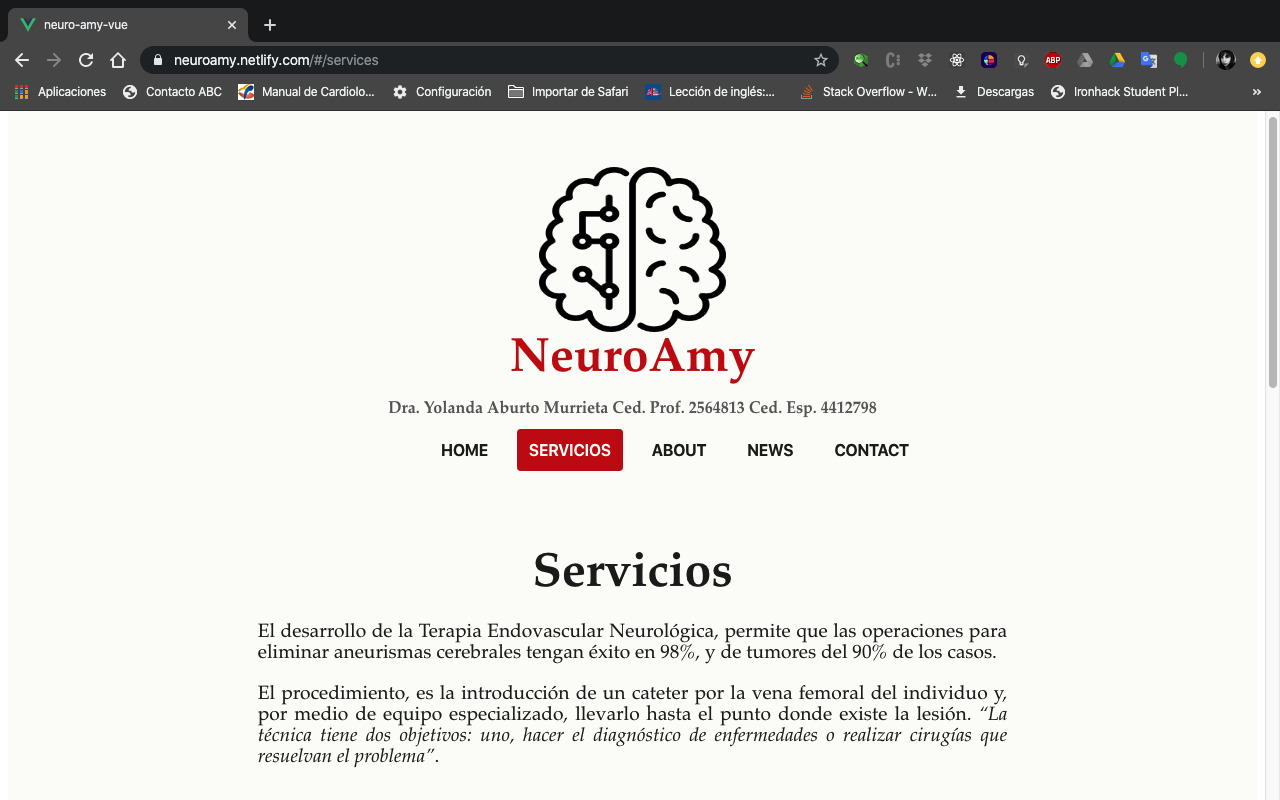 neuro-amy-vue
neuroamy.netlify.com/#/services
ABP
Aplicaciones
Contacto ABC
Manual de Cardiolo...
Configuración
Importar de Safari
Lección de inglés:...
Stack Overflow - W...
Descargas
Ironhack Student Pl...
»
NeuroAmy
Dra. Yolanda Aburto Murrieta Ced. Prof. 2564813 Ced. Esp. 4412798
HOME SERVICIOS ABOUT NEWS CONTACT
Servicios
El desarrollo de la Terapia Endovascular Neurológica, permite que las operaciones para
eliminar aneurismas cerebrales tengan éxito en 98%, y de tumores del 90% de los casos.
El procedimiento, es la introducción de un cateter por la vena femoral del individuo y,
por medio de equipo especializado, llevarlo hasta el punto donde existe la lesión. “La
técnica tiene dos objetivos: uno, hacer el diagnóstico de enfermedades o realizar cirugías que
resuelvan el problema”.